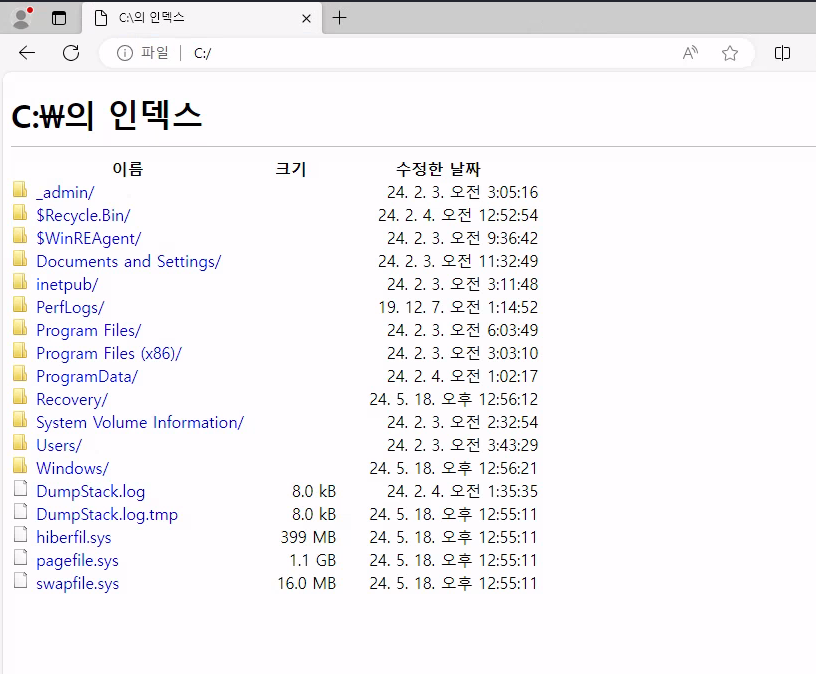 C:\의 인덱스
파일 C:/
C:₩의 인덱스
이름 크기 수정한 날짜
_admin/ 24. 2. 3. 오전 3:05:16
$Recycle.Bin/ 24. 2. 4. 오전 12:52:54
$WinREAgent/ 24. 2. 3. 오전 9:36:42
Documents and Settings/ 24. 2. 3. 오전 11:32:49
inetpub/ 24. 2. 3. 오전 3:11:48
PerfLogs/ 19. 12. 7. 오전 1:14:52
Program Files/ 24. 2. 3. 오전 6:03:49
Program Files (x86)/ 24. 2. 3. 오전 3:03:10
ProgramData/ 24. 2. 4. 오전 1:02:17
Recovery/ 24. 5. 18. 오후 12:56:12
System Volume Information/ 24. 2. 3. 오전 2:32:54
Users/ 24. 2. 3. 오전 3:43:29
Windows/ 24. 5. 18. 오후 12:56:21
DumpStack.log 8.0 kB 24. 2. 4. 오전 1:35:35
DumpStack.log.tmp 8.0 kB 24. 5. 18. 오후 12:55:11
hiberfil.sys 399 MB 24. 5. 18. 오후 12:55:11
pagefile.sys 1.1 GB 24. 5. 18. 오후 12:55:11
swapfile.sys 16.0 MB 24. 5. 18. 오후 12:55:11